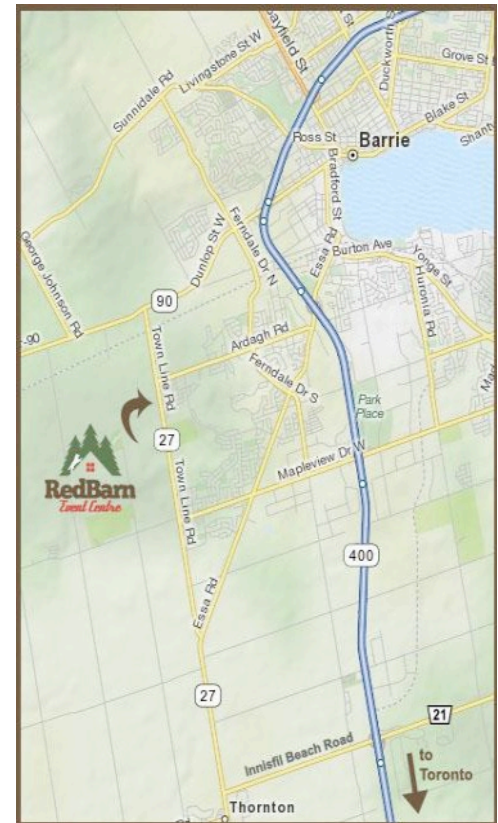 Bayfield St
Duckworth St
Livingstone St W
Grove St E
Sunnidale Rd
Blake St
Ross St
Barrie
Bradford St
Ferndale Dr N
Dunlop St W
Essa Rd
Burton Ave
Yonge St
George Johnson Rd
Huronia Rd
90
-90
Town Line Rd
Ardagh Rd
Ferndale Dr S
Park
Place
27
RedBarn
Event Centre
Town Line Rd
Mapleview Dr W
400
Essa Rd
27
21
Innisfil Beach Road
to
Toronto
Thornton